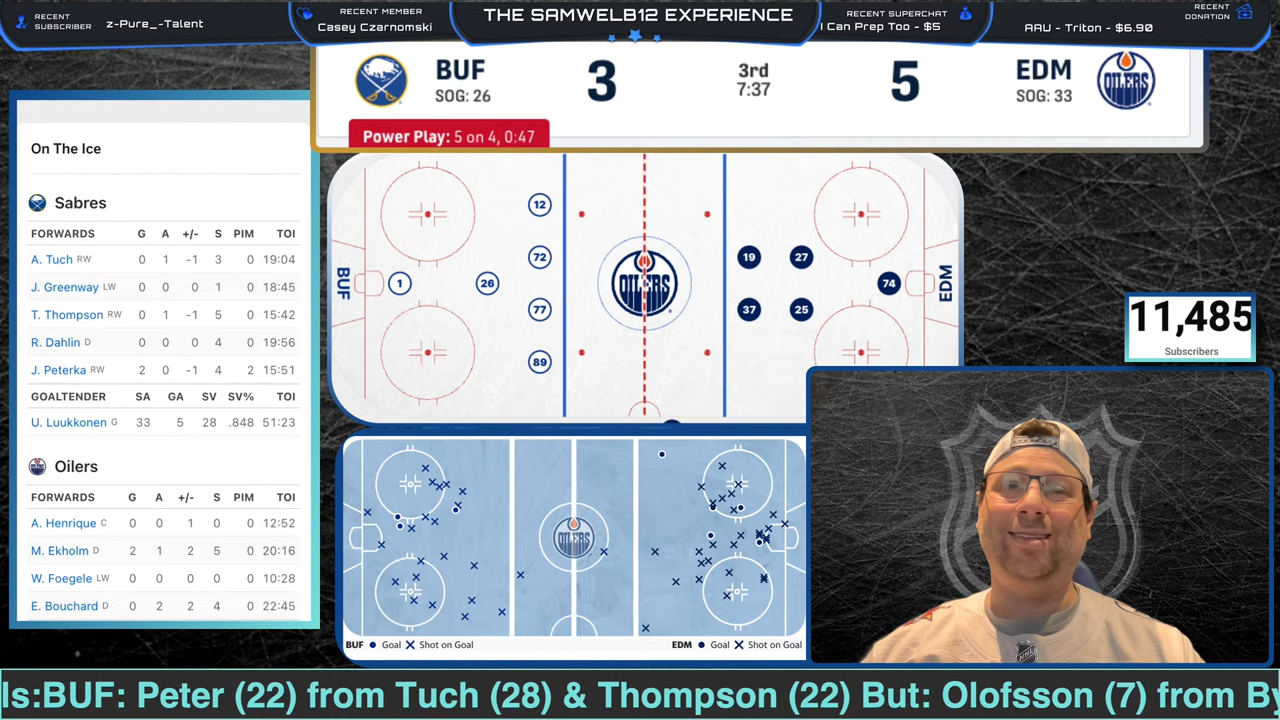 RECENT SUBSCRIBER
z-Pure_-Talent
RECENT MEMBER
Casey Czarnomski
THE SAMWELB12 EXPERIENCE
RECENT SUPERCHAT
I Can Prep Too - $5
RECENT DONATION
AAU - Triton - $6.90
BUF
SOG: 26
3
3rd
7:37
5
EDM
SOG: 33
OILERS
Power Play: 5 on 4, 0:47
On The Ice
Sabres
FORWARDS G A +/- S PIM TOI
A. Tuch RW 0 1 -1 3 0 19:04
J. Greenway LW 0 0 0 1 0 18:45
T. Thompson RW 0 1 -1 5 0 15:42
R. Dahlin D 0 0 0 4 0 19:56
J. Peterka RW 2 0 -1 4 2 15:51
GOALTENDER SA GA SV SV% TOI
U. Luukkonen G 33 5 28 .848 51:23
Oilers
FORWARDS G A +/- S PIM TOI
A. Henrique C 0 0 1 0 0 12:52
M. Ekholm D 2 1 2 5 0 20:16
W. Foegele LW 0 0 0 0 0 10:28
E. Bouchard D 0 2 2 4 0 22:45
BUF
12
72
1
26
77
89
OILERS
19
27
74
37
25
EDM
11,485
Subscribers
OILERS
BUF Goal Shot on Goal
EDM Goal Shot on Goal
NHL
ls:BUF: Peter (22) from Tuch (28) & Thompson (22) But: Olofsson (7) from By